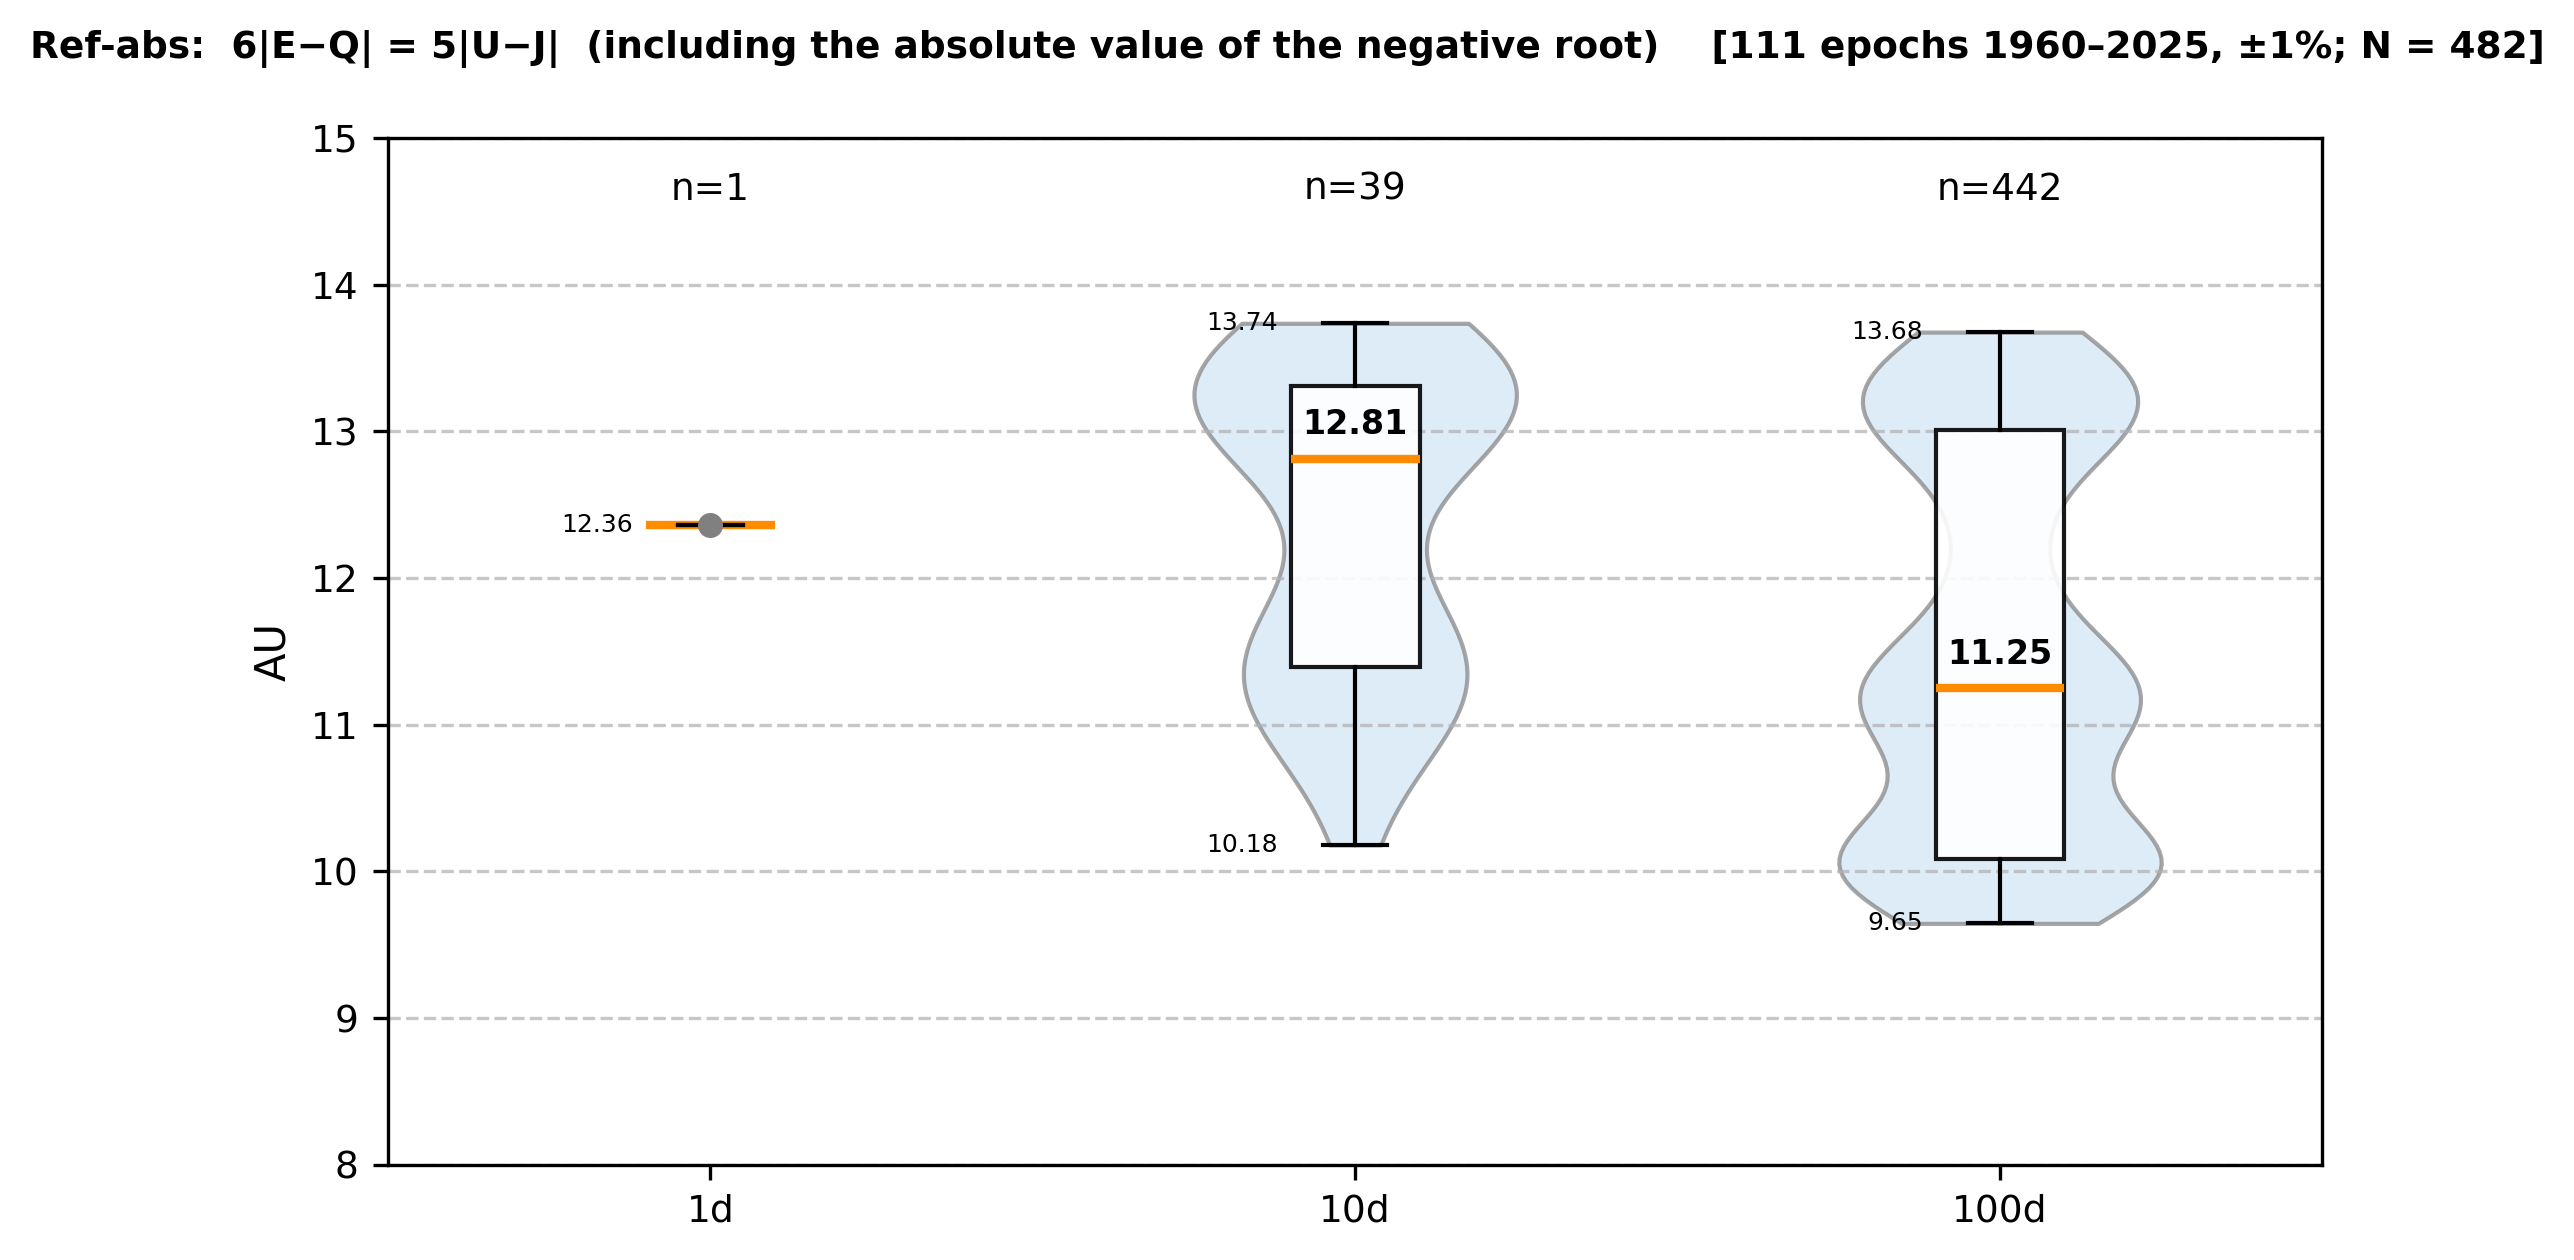 Ref-abs:  6|E−Q| = 5|U−J|  (including the absolute value of the negative root)    [111 epochs 1960–2025, ±1%; N = 482]
15
n=1
n=39
n=442
14
13.74
13.68
13
12.81
12.36
12
AU
11.25
11
10.18
10
9.65
9
8
1d
10d
100d